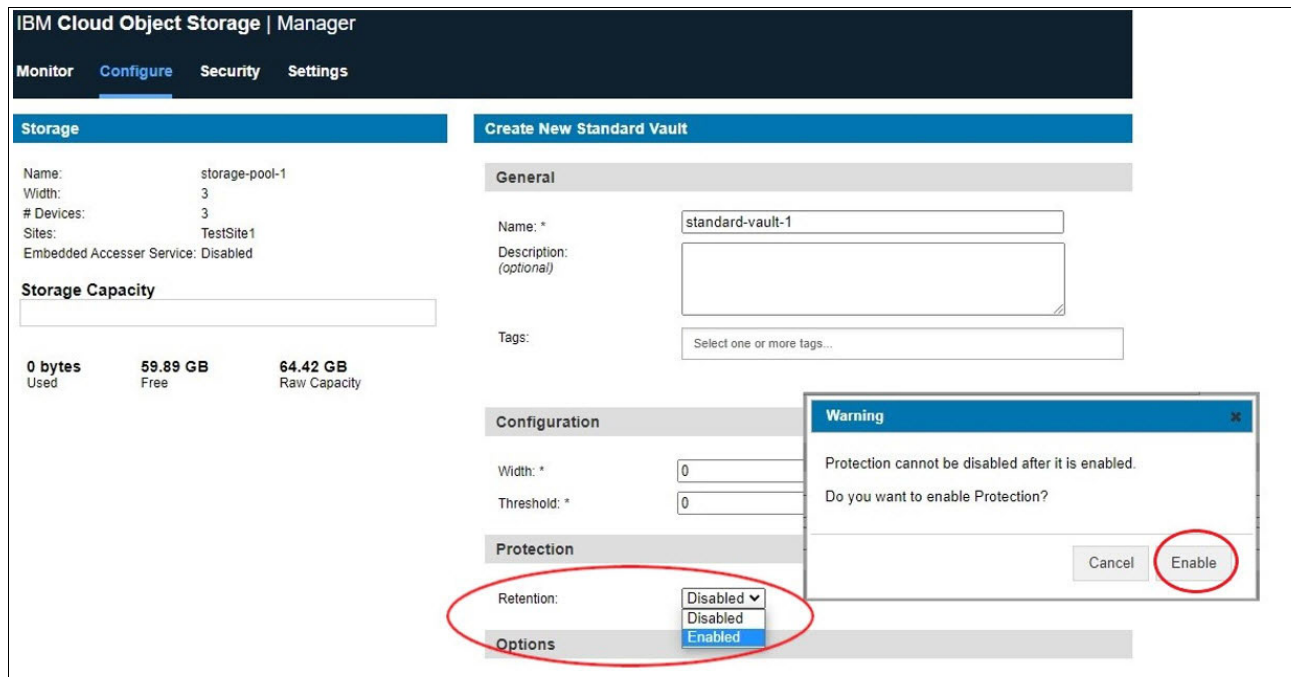 IBM Cloud Object Storage | Manager
Monitor Configure Security Settings
Storage
Name: storage-pool-1
Width: 3
# Devices: 3
Sites: TestSite1
Embedded Accesser Service: Disabled
Storage Capacity
0 bytes 59.89 GB 64.42 GB
Used Free Raw Capacity
Create New Standard Vault
General
Name: * standard-vault-1
Description:
(optional)
Tags: Select one or more tags...
Configuration
Width: * 0
Threshold: * 0
Protection
Retention: Disabled
Disabled
Enabled
Options
Warning
Protection cannot be disabled after it is enabled.
Do you want to enable Protection?
Cancel Enable